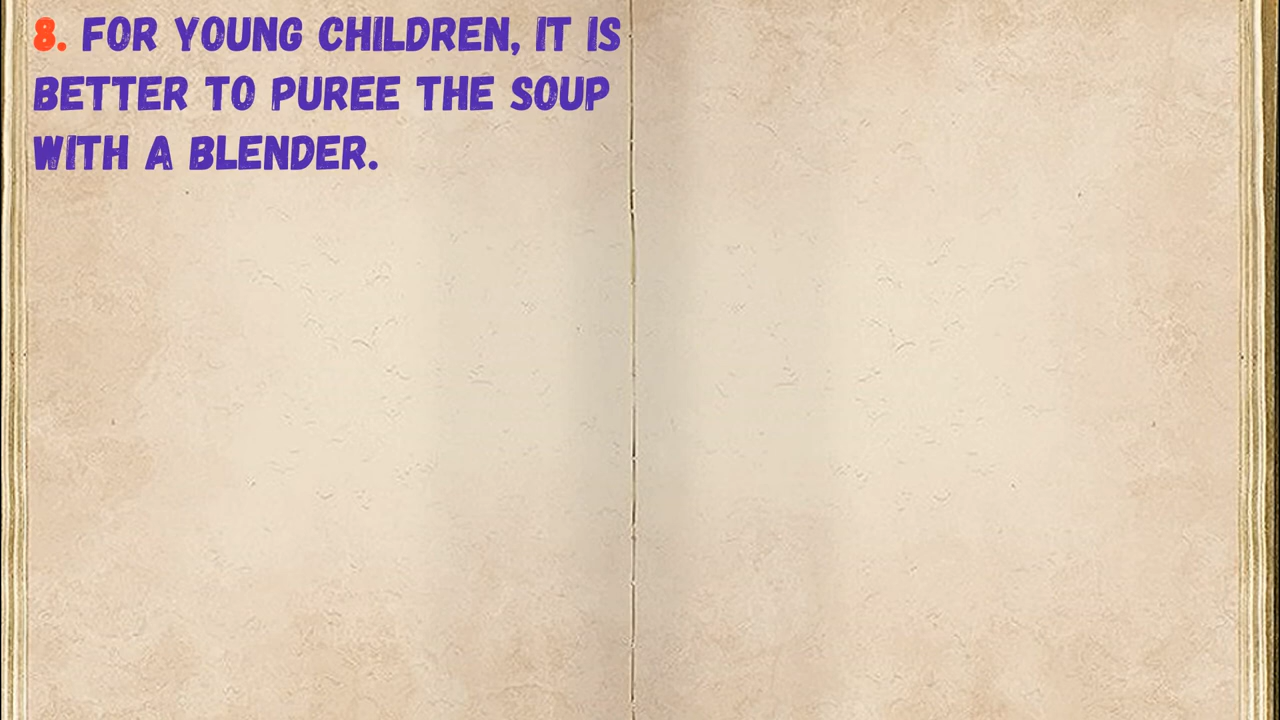 8. FOR YOUNG CHILDREN, IT IS
BETTER TO PUREE THE SOUP
WITH A BLENDER.